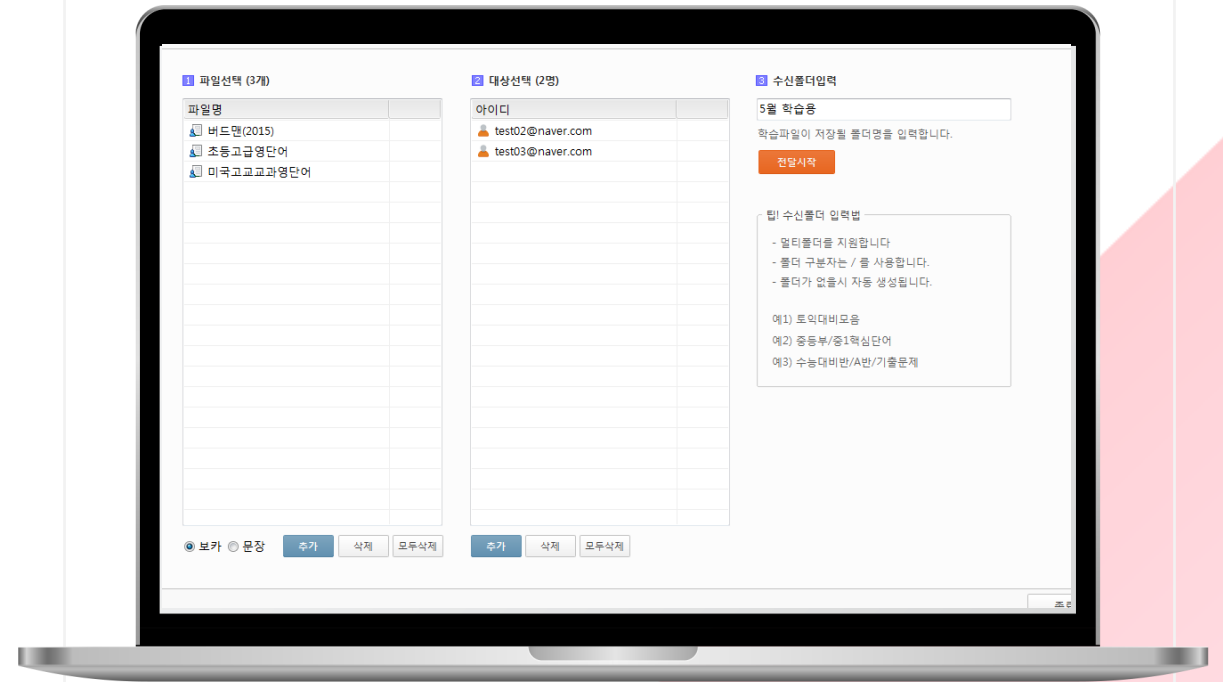 1 파일선택 (3개)
파일명
버드맨(2015)
초등고급영단어
미국고교교과영단어
보카 문장 추가 삭제 모두삭제
2 대상선택 (2명)
아이디
test02@naver.com
test03@naver.com
추가 삭제 모두삭제
3 수신폴더입력
5월 학습용
학습파일이 저장될 폴더명을 입력합니다.
전달시작
팁! 수신폴더 입력법
- 멀티폴더를 지원합니다
- 폴더 구분자는 / 를 사용합니다.
- 폴더가 없을시 자동 생성됩니다.
예1) 토익대비모음
예2) 중등부/중1핵심단어
예3) 수능대비반/A반/기출문제